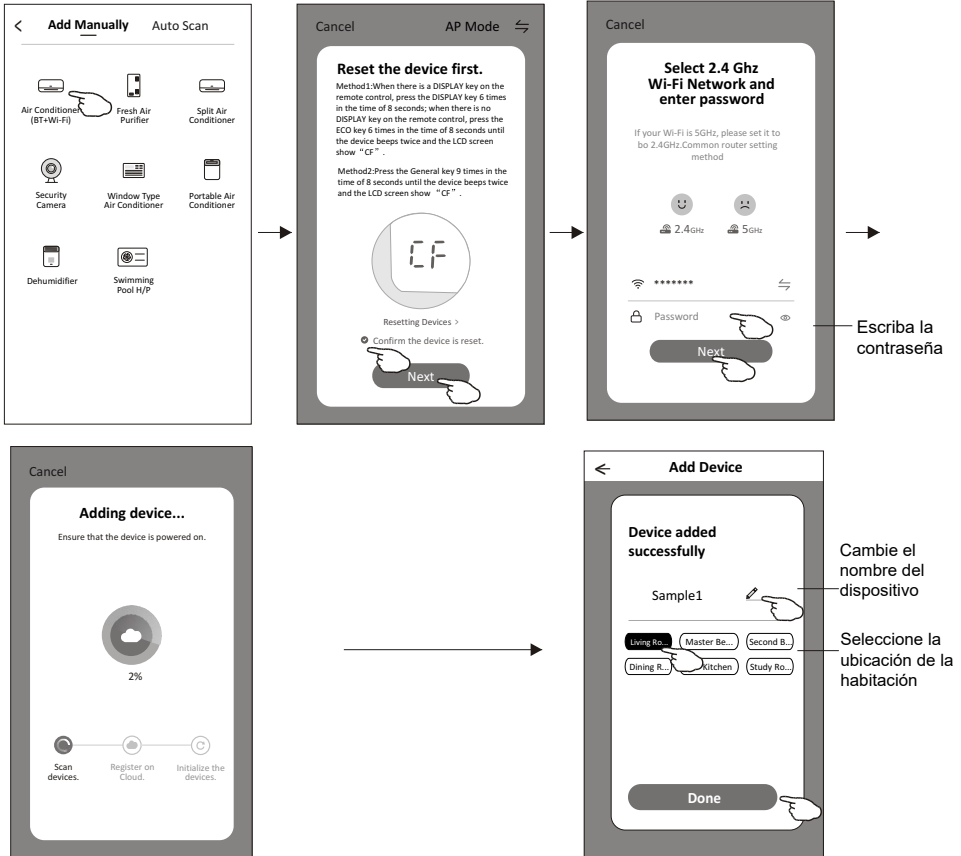 Add Manually Auto Scan
Air Conditioner
(BT+Wi-Fi)
Fresh Air
Purifier
Split Air
Conditioner
Security
Camera
Window Type
Air Conditioner
Portable Air
Conditioner
Dehumidifier
Swimming
Pool H/P
Cancel AP Mode
Reset the device first.
Method1:When there is a DISPLAY key on the
remote control, press the DISPLAY key 6 times
in the time of 8 seconds; when there is no
DISPLAY key on the remote control, press the
ECO key 6 times in the time of 8 seconds until
the device beeps twice and the LCD screen
show “CF”.
Method2:Press the General key 9 times in the
time of 8 seconds until the device beeps twice
and the LCD screen show “CF”.
CF
Resetting Devices >
Confirm the device is reset.
Next
Cancel
Select 2.4 Ghz
Wi-Fi Network and
enter password
If your Wi-Fi is 5GHz, please set it to
bo 2.4GHz.Common router setting
method
2.4GHz 5GHz
*******
Password
Next
Escriba la
contraseña
Cancel
Adding device...
Ensure that the device is powered on.
2%
Scan
devices.
Register on
Cloud.
Initialize the
devices.
Add Device
Device added
successfully
Sample1
Cambie el
nombre del
dispositivo
Living Ro... Master Be... Second B...
Dining R... Kitchen Study Ro...
Seleccione la
ubicación de la
habitación
Done